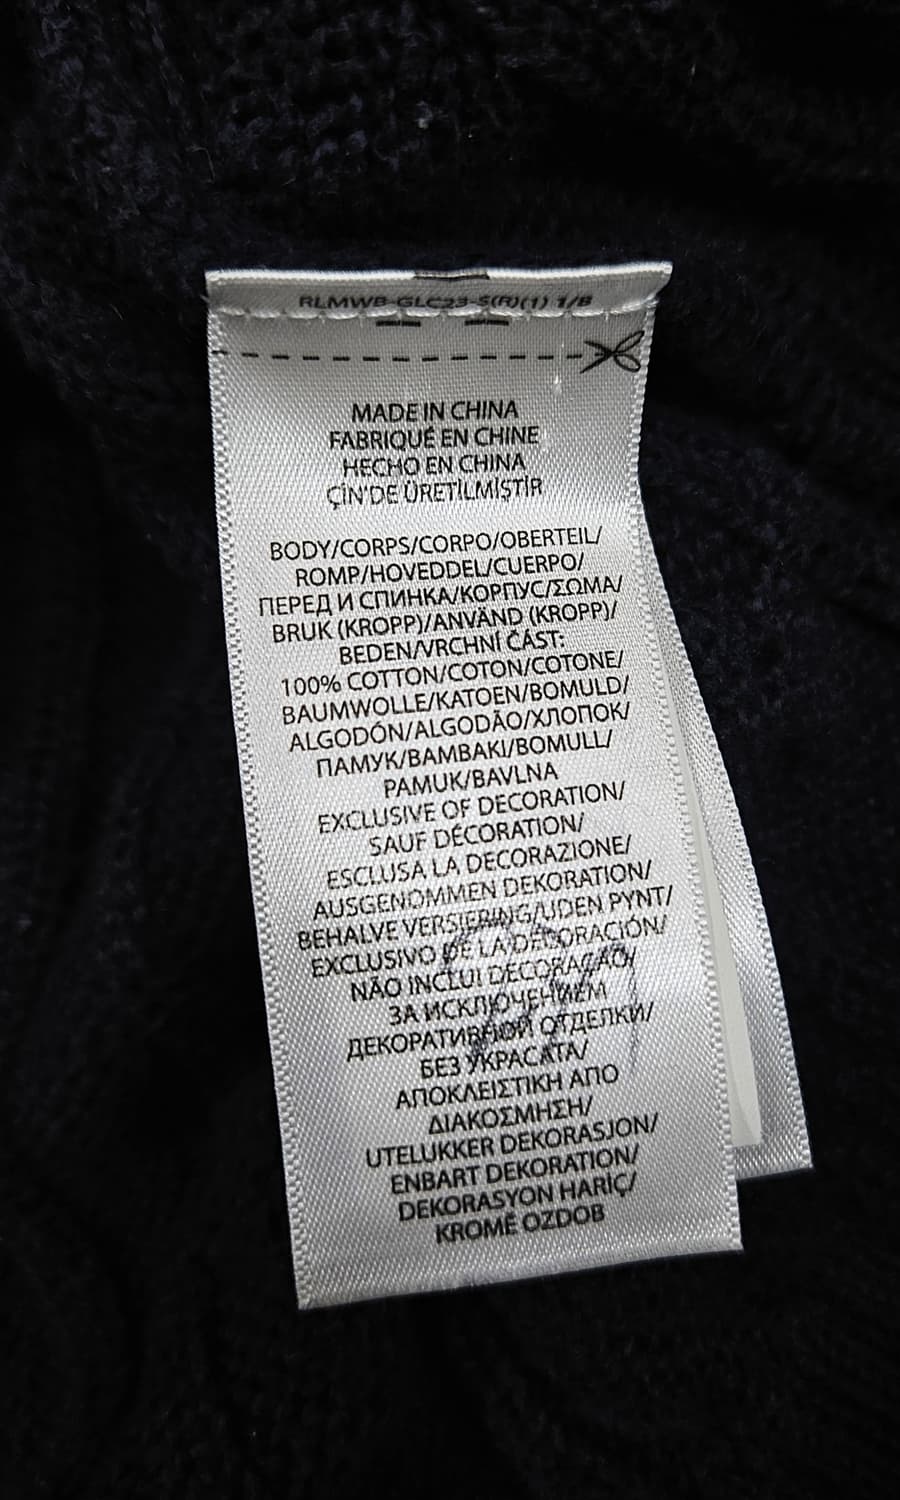 RLMWB-GLC23-S(R)(1) 1/B
MADE IN CHINA
FABRIQUÉ EN CHINE
HECHO EN CHINA
ÇİN'DE ÜRETİLMİŞTİR
BODY/CORPS/CORPO/OBERTEIL/
ROMP/HOVEDDEL/CUERPO/
ПЕРЕД И СПИНКА/КОРПУС/ΣΩΜΑ/
BRUK (KROPP)/ANVÄND (KROPP)/
BEDEN/VRCHNÍ ČÁST:
100% COTTON/COTON/COTONE/
BAUMWOLLE/KATOEN/BOMULD/
ALGODÓN/ALGODÃO/ХЛОПОК/
ПАМУК/ΒΑΜΒΑΚΙ/BOMULL/
PAMUK/BAVLNA
EXCLUSIVE OF DECORATION/
SAUF DÉCORATION/
ESCLUSA LA DECORAZIONE/
AUSGENOMMEN DEKORATION/
BEHALVE VERSIERING/UDEN PYNT/
EXCLUSIVO DE LA DECORACIÓN/
NÃO INCLUI DECORAÇAO/
ЗА ИСКЛЮЧЕНИЕМ
ДЕКОРАТИВНОЙ ОТДЕЛКИ/
БЕЗ УКРАСАТА/
ΑΠΟΚΛΕΙΣΤΙΚΗ ΑΠΟ
ΔΙΑΚΟΣΜΗΣΗ/
UTELUKKER DEKORASJON/
ENBART DEKORATION/
DEKORASYON HARİÇ/
KROMĚ OZDOB